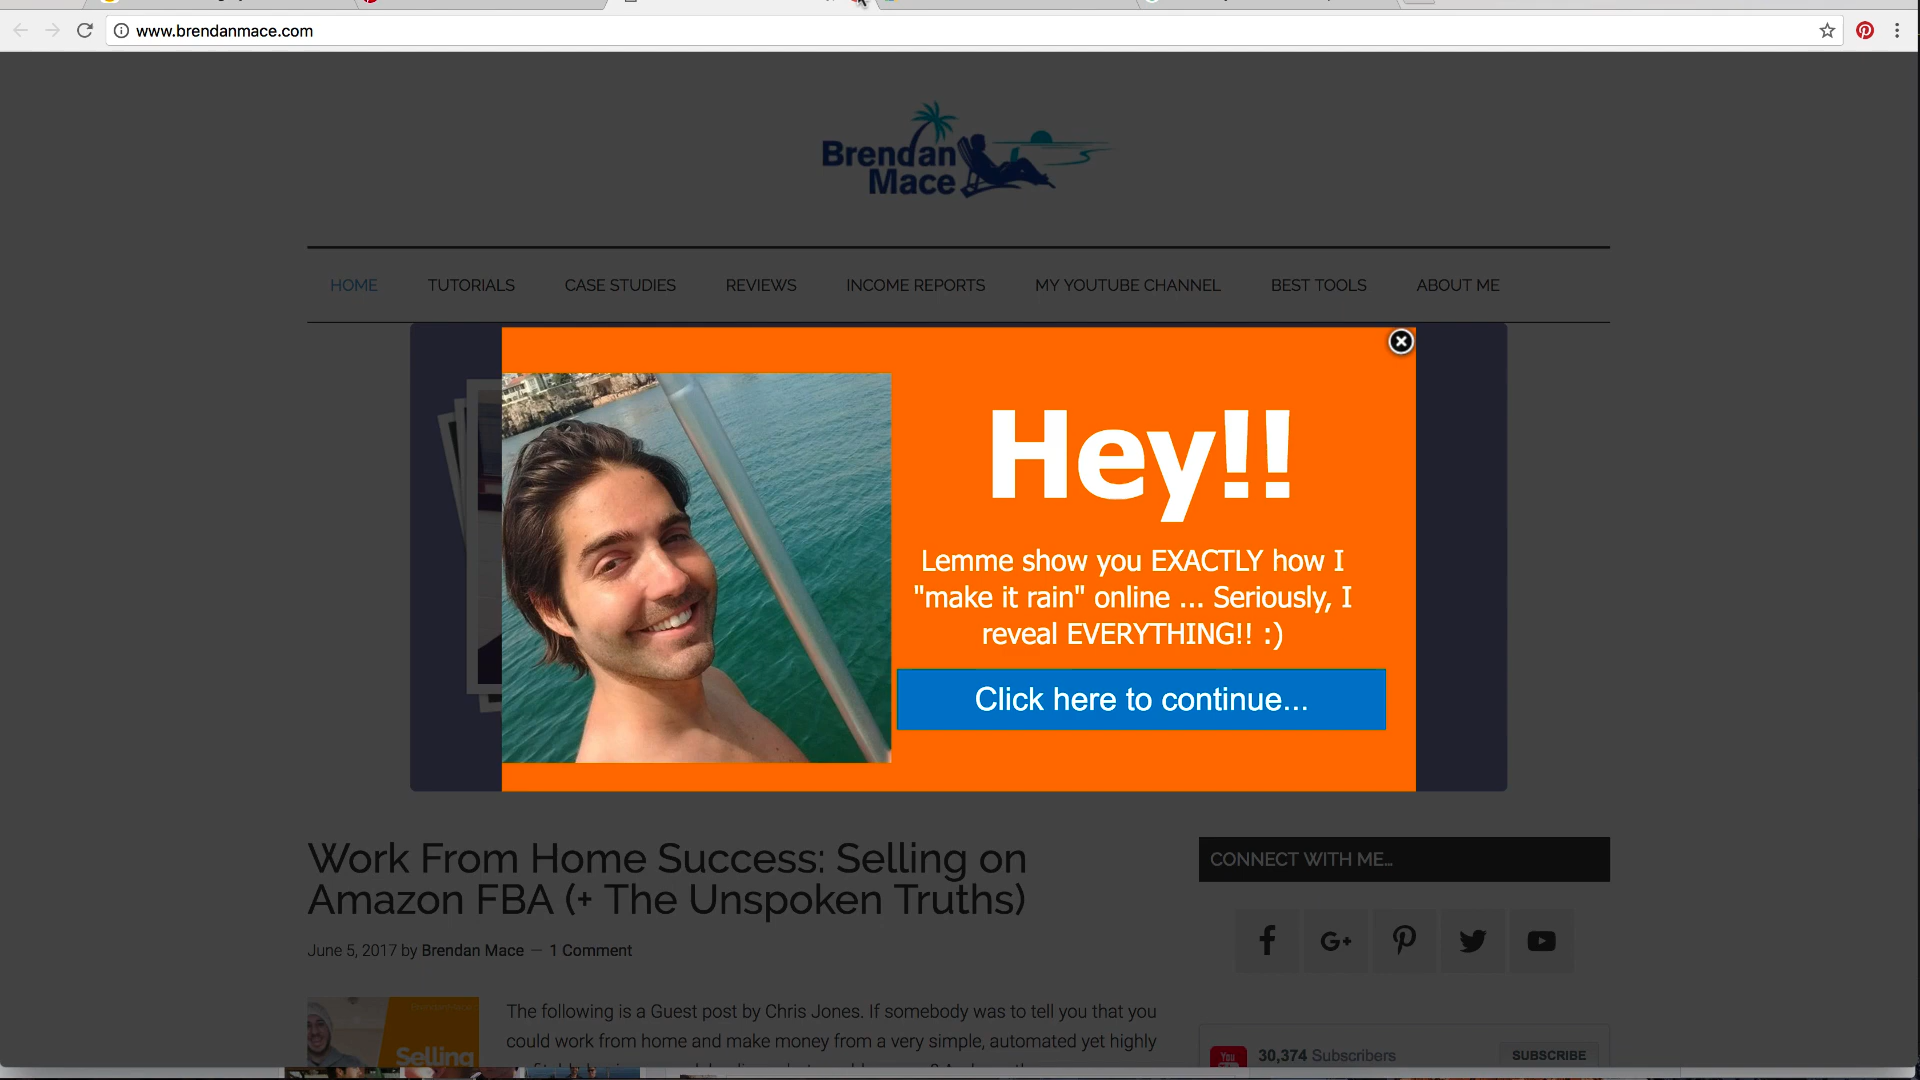 www.brendanmace.com
Brendan
Mace
HOME TUTORIALS CASE STUDIES REVIEWS INCOME REPORTS MY YOUTUBE CHANNEL BEST TOOLS ABOUT ME
Hey!!
Lemme show you EXACTLY how I
"make it rain" online ... Seriously, I
reveal EVERYTHING!! :)
Click here to continue...
Work From Home Success: Selling on
Amazon FBA (+ The Unspoken Truths)
June 5, 2017 by Brendan Mace — 1 Comment
Selling
The following is a Guest post by Chris Jones. If somebody was to tell you that you
could work from home and make money from a very simple, automated yet highly
CONNECT WITH ME...
G+
You
30,374 Subscribers
SUBSCRIBE